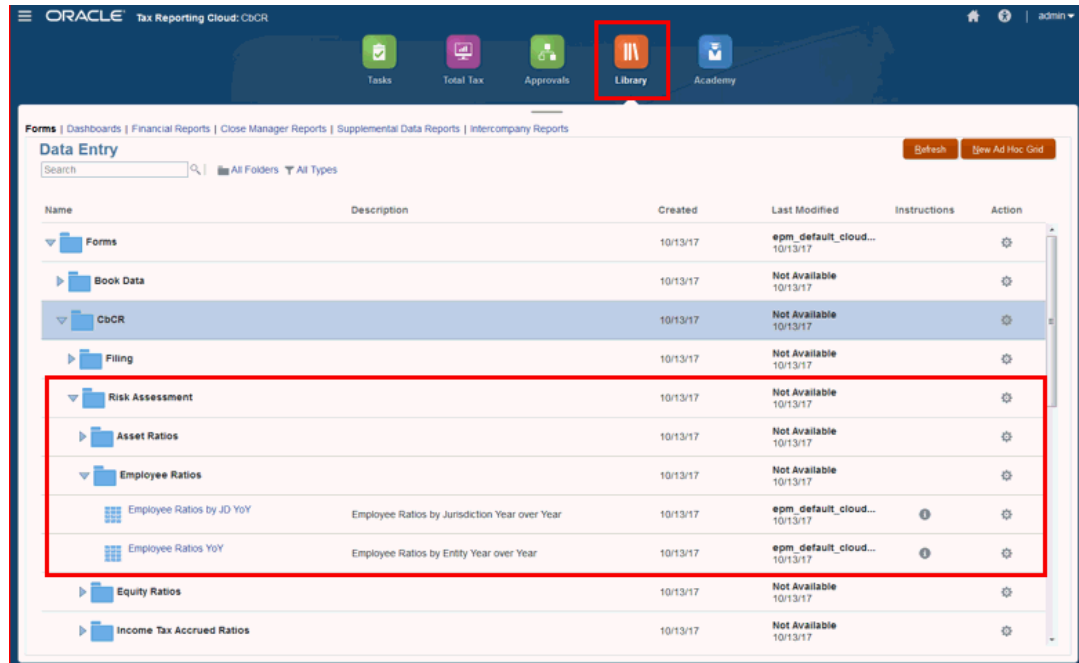 ORACLE Tax Reporting Cloud: CbCR
admin
Tasks
Total Tax
Approvals
Library
Academy
Forms | Dashboards | Financial Reports | Close Manager Reports | Supplemental Data Reports | Intercompany Reports
Data Entry
Refresh
New Ad Hoc Grid
Search
All Folders
All Types
Name Description Created Last Modified Instructions Action
Forms 10/13/17 epm_default_cloud...
10/13/17
Book Data 10/13/17 Not Available
10/13/17
CbCR 10/13/17 Not Available
10/13/17
Filing 10/13/17 Not Available
10/13/17
Risk Assessment 10/13/17 Not Available
10/13/17
Asset Ratios 10/13/17 Not Available
10/13/17
Employee Ratios 10/13/17 Not Available
10/13/17
Employee Ratios by JD YoY Employee Ratios by Jurisdiction Year over Year 10/13/17 epm_default_cloud...
10/13/17
Employee Ratios YoY Employee Ratios by Entity Year over Year 10/13/17 epm_default_cloud...
10/13/17
Equity Ratios 10/13/17 Not Available
10/13/17
Income Tax Accrued Ratios 10/13/17 Not Available
10/13/17